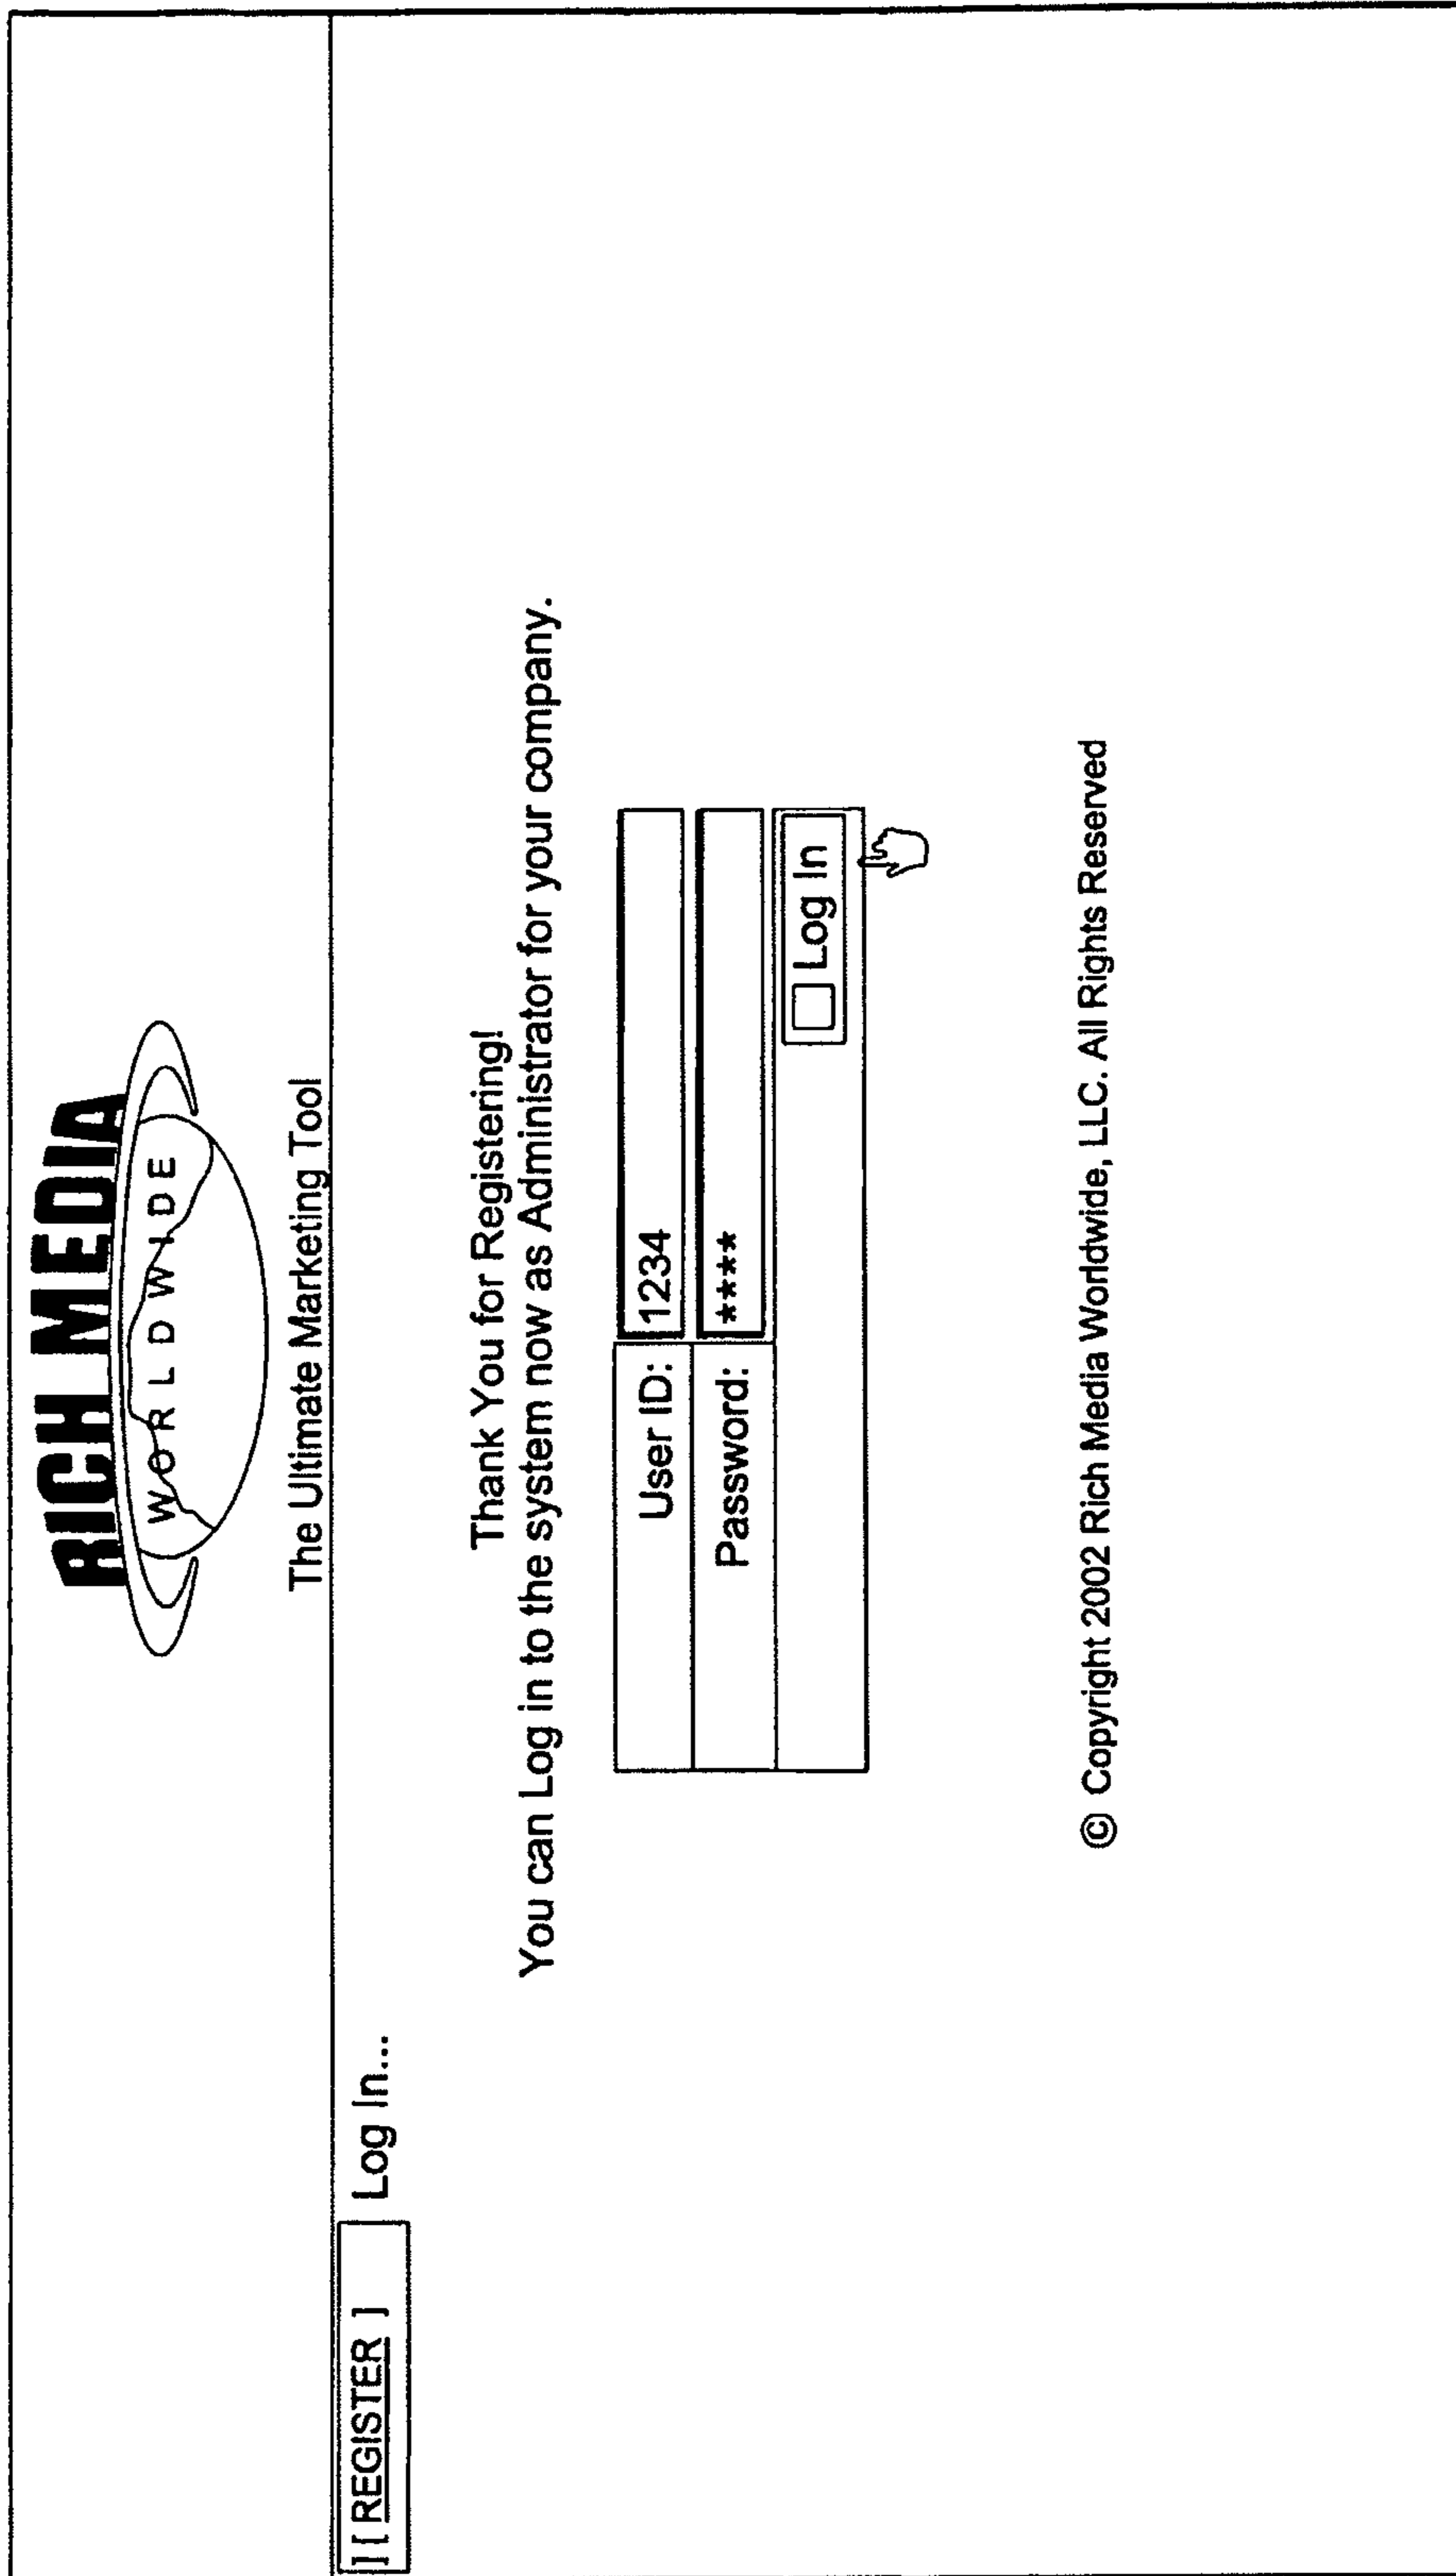 RICH MEDIA
WORLDWIDE
The Ultimate Marketing Tool
] [ REGISTER ] Log In...
Thank You for Registering!
You can Log in to the system now as Administrator for your company.
User ID: 1234
Password: ****
Log In
© Copyright 2002 Rich Media Worldwide, LLC. All Rights Reserved